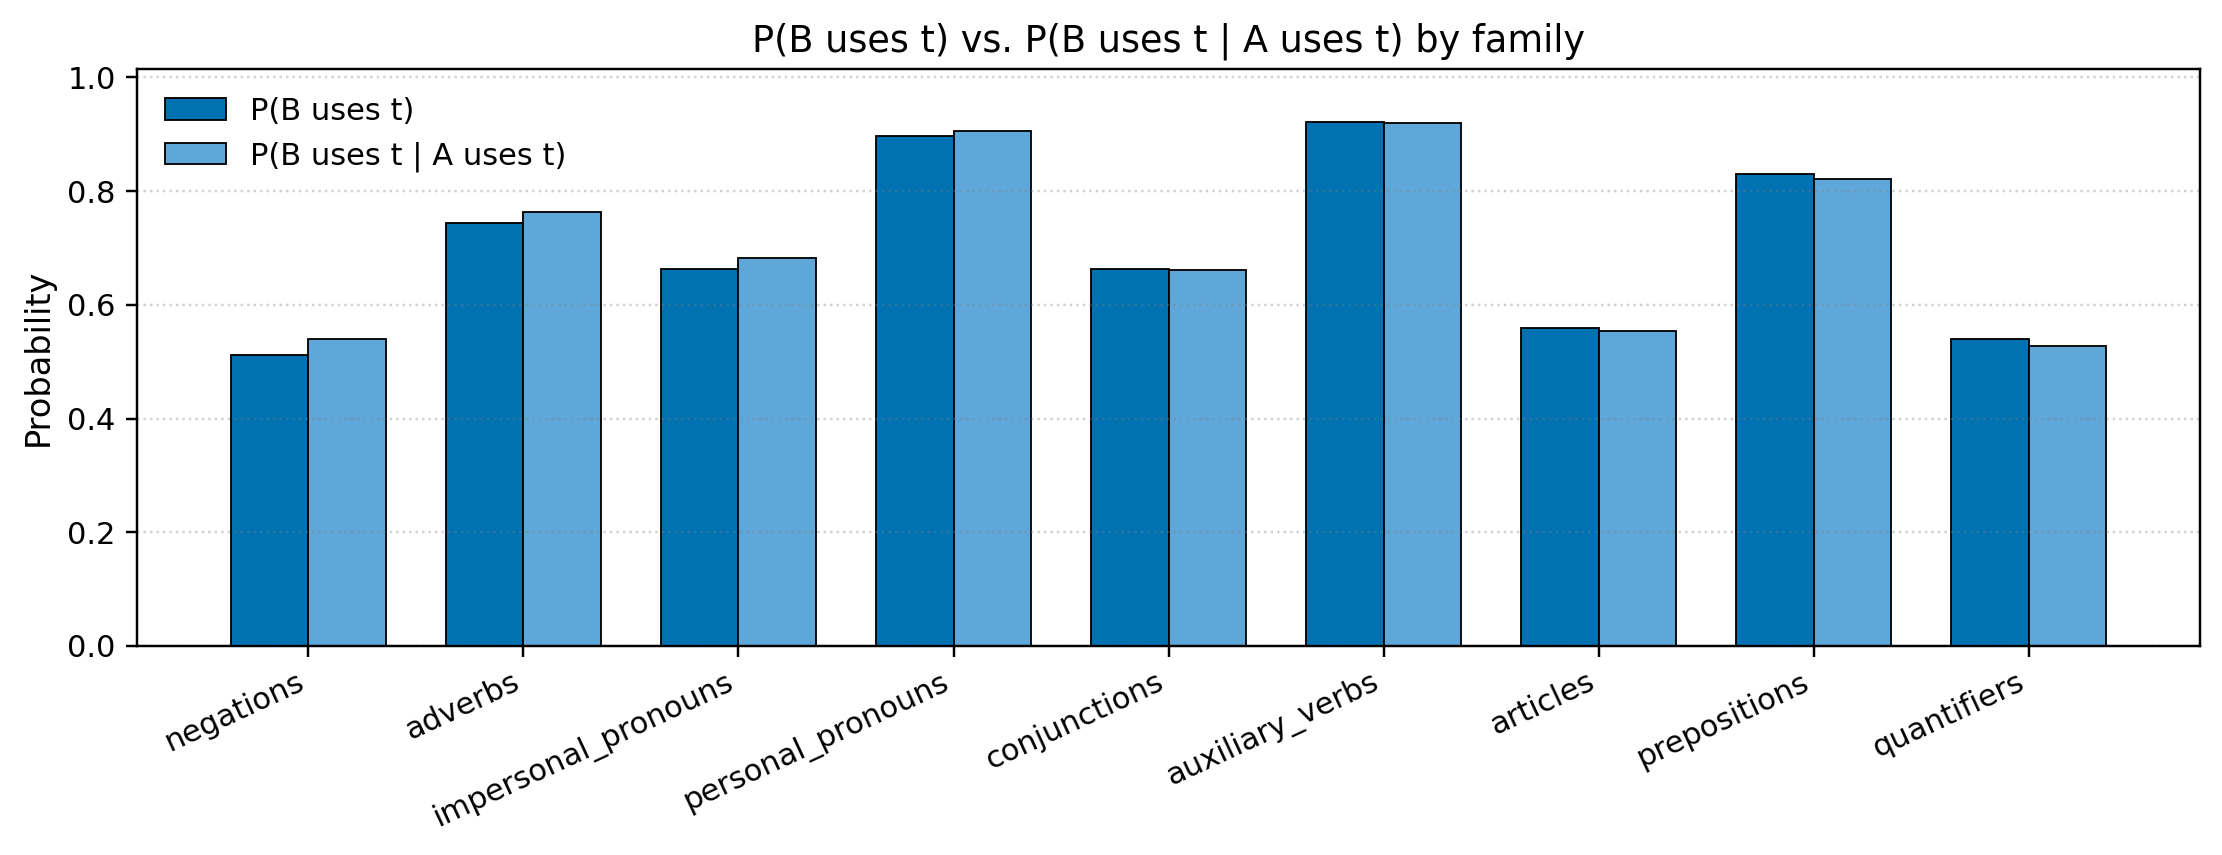 P(B uses t) vs. P(B uses t | A uses t) by family
P(B uses t)
P(B uses t | A uses t)
Probability
1.0
0.8
0.6
0.4
0.2
0.0
negations
adverbs
impersonal_pronouns
personal_pronouns
conjunctions
auxiliary_verbs
articles
prepositions
quantifiers